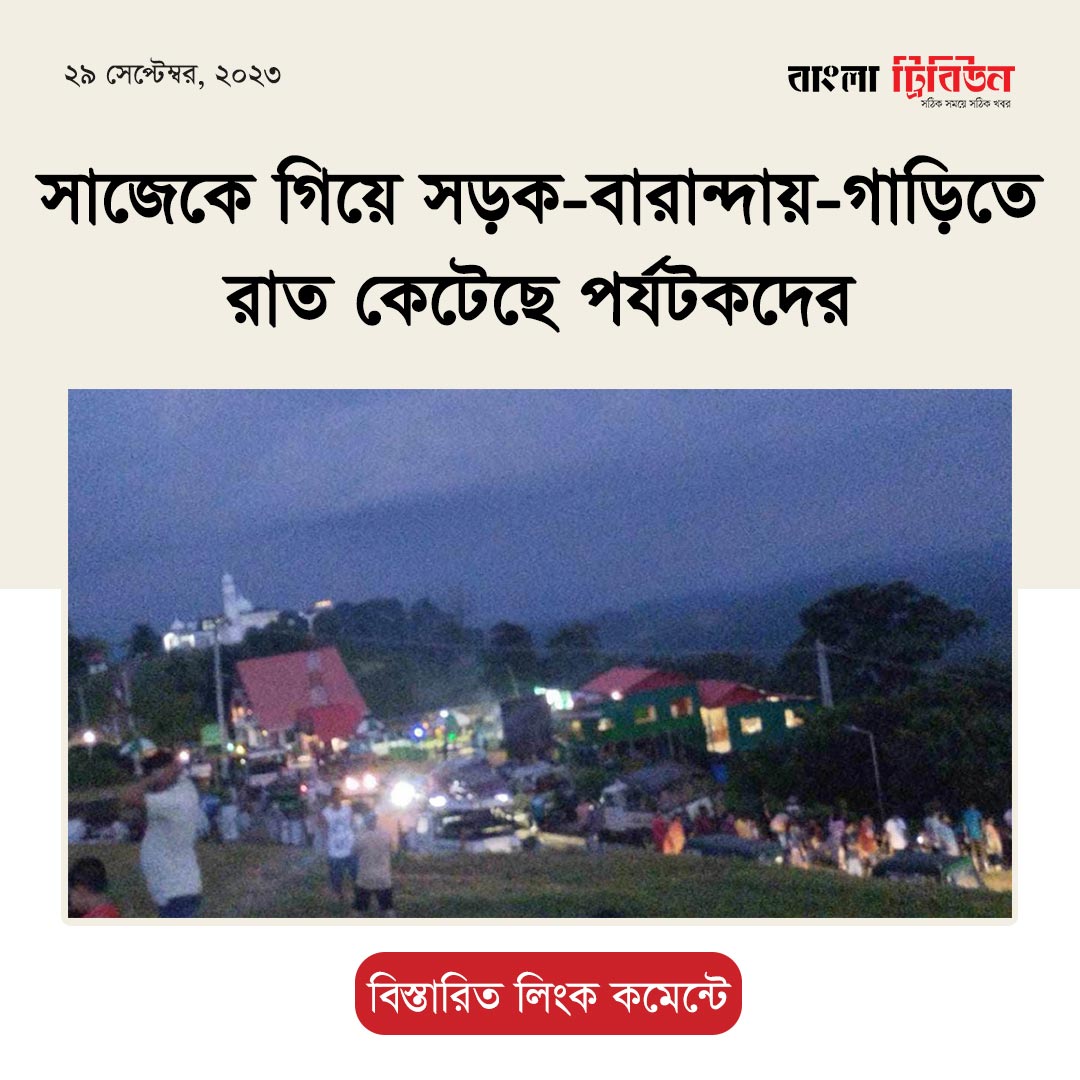 ২৯ সেপ্টেম্বর, ২০২৩
বাংলা ট্রিবিউন
সঠিক সময়ে সঠিক খবর
সাজেকে গিয়ে সড়ক-বারান্দায়-গাড়িতে
রাত কেটেছে পর্যটকদের
বিস্তারিত লিংক কমেন্টে